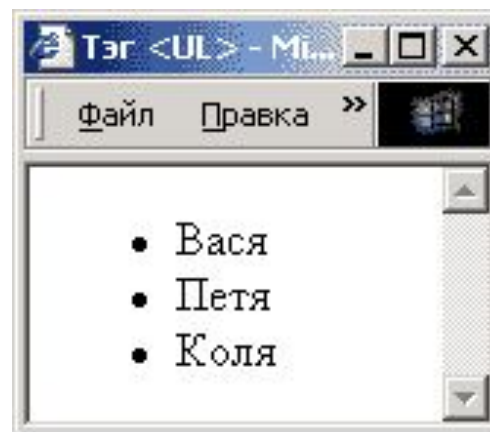 Тэг <UL> - Mi...
Файл Правка »
• Вася
• Петя
• Коля